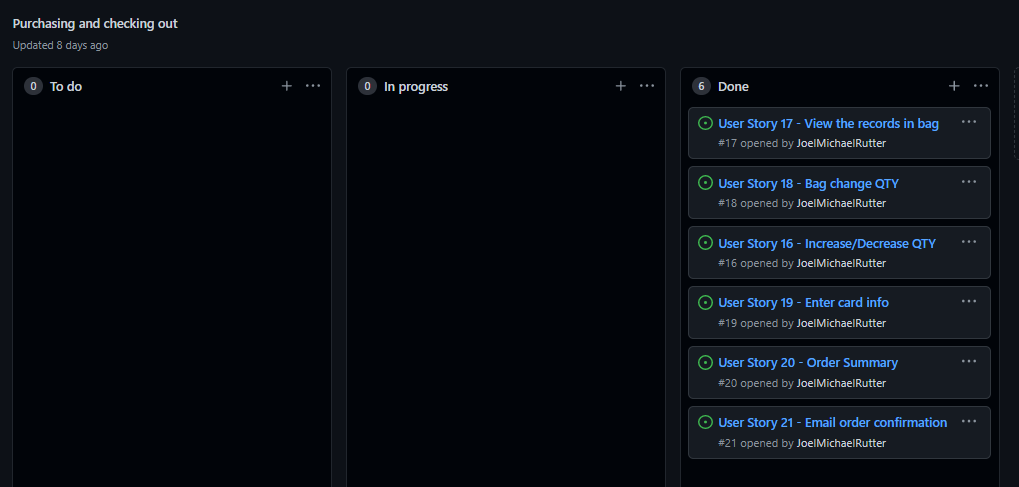 Purchasing and checking out
Updated 8 days ago
0 To do
0 In progress
6 Done
User Story 17 - View the records in bag
#17 opened by JoelMichaelRutter
User Story 18 - Bag change QTY
#18 opened by JoelMichaelRutter
User Story 16 - Increase/Decrease QTY
#16 opened by JoelMichaelRutter
User Story 19 - Enter card info
#19 opened by JoelMichaelRutter
User Story 20 - Order Summary
#20 opened by JoelMichaelRutter
User Story 21 - Email order confirmation
#21 opened by JoelMichaelRutter